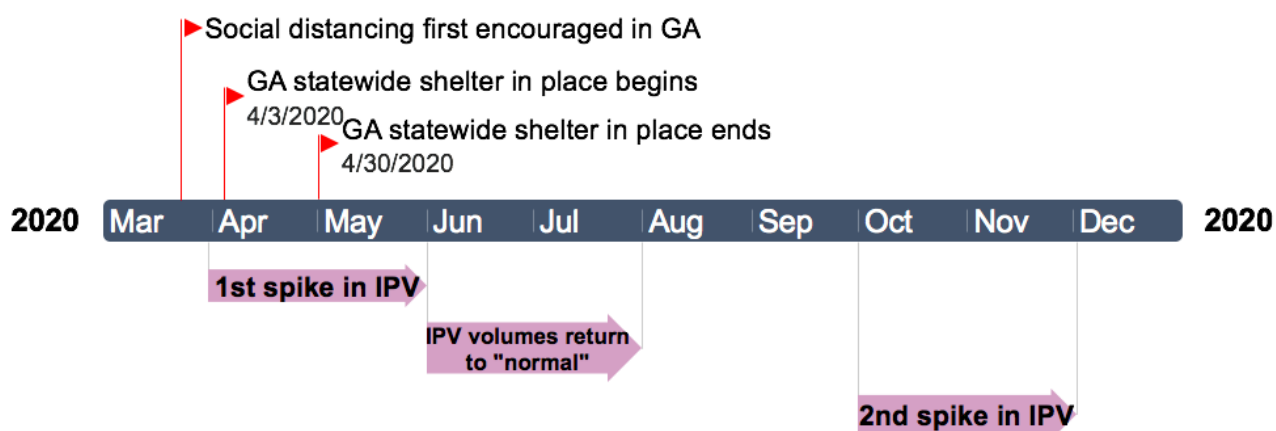 Social distancing first encouraged in GA
GA statewide shelter in place begins
4/3/2020
GA statewide shelter in place ends
4/30/2020
2020 Mar Apr May Jun Jul Aug Sep Oct Nov Dec 2020
1st spike in IPV
IPV volumes return
to "normal"
2nd spike in IPV